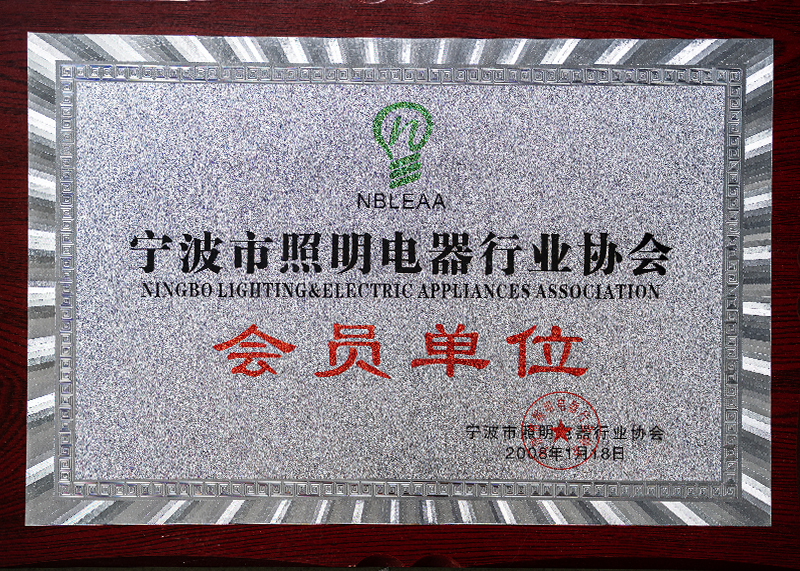 NBLEAA
宁波市照明电器行业协会
NINGBO LIGHTING&ELECTRIC APPLIANCES ASSOCIATION
会员单位
宁波市照明电器行业协会
2008年1月18日